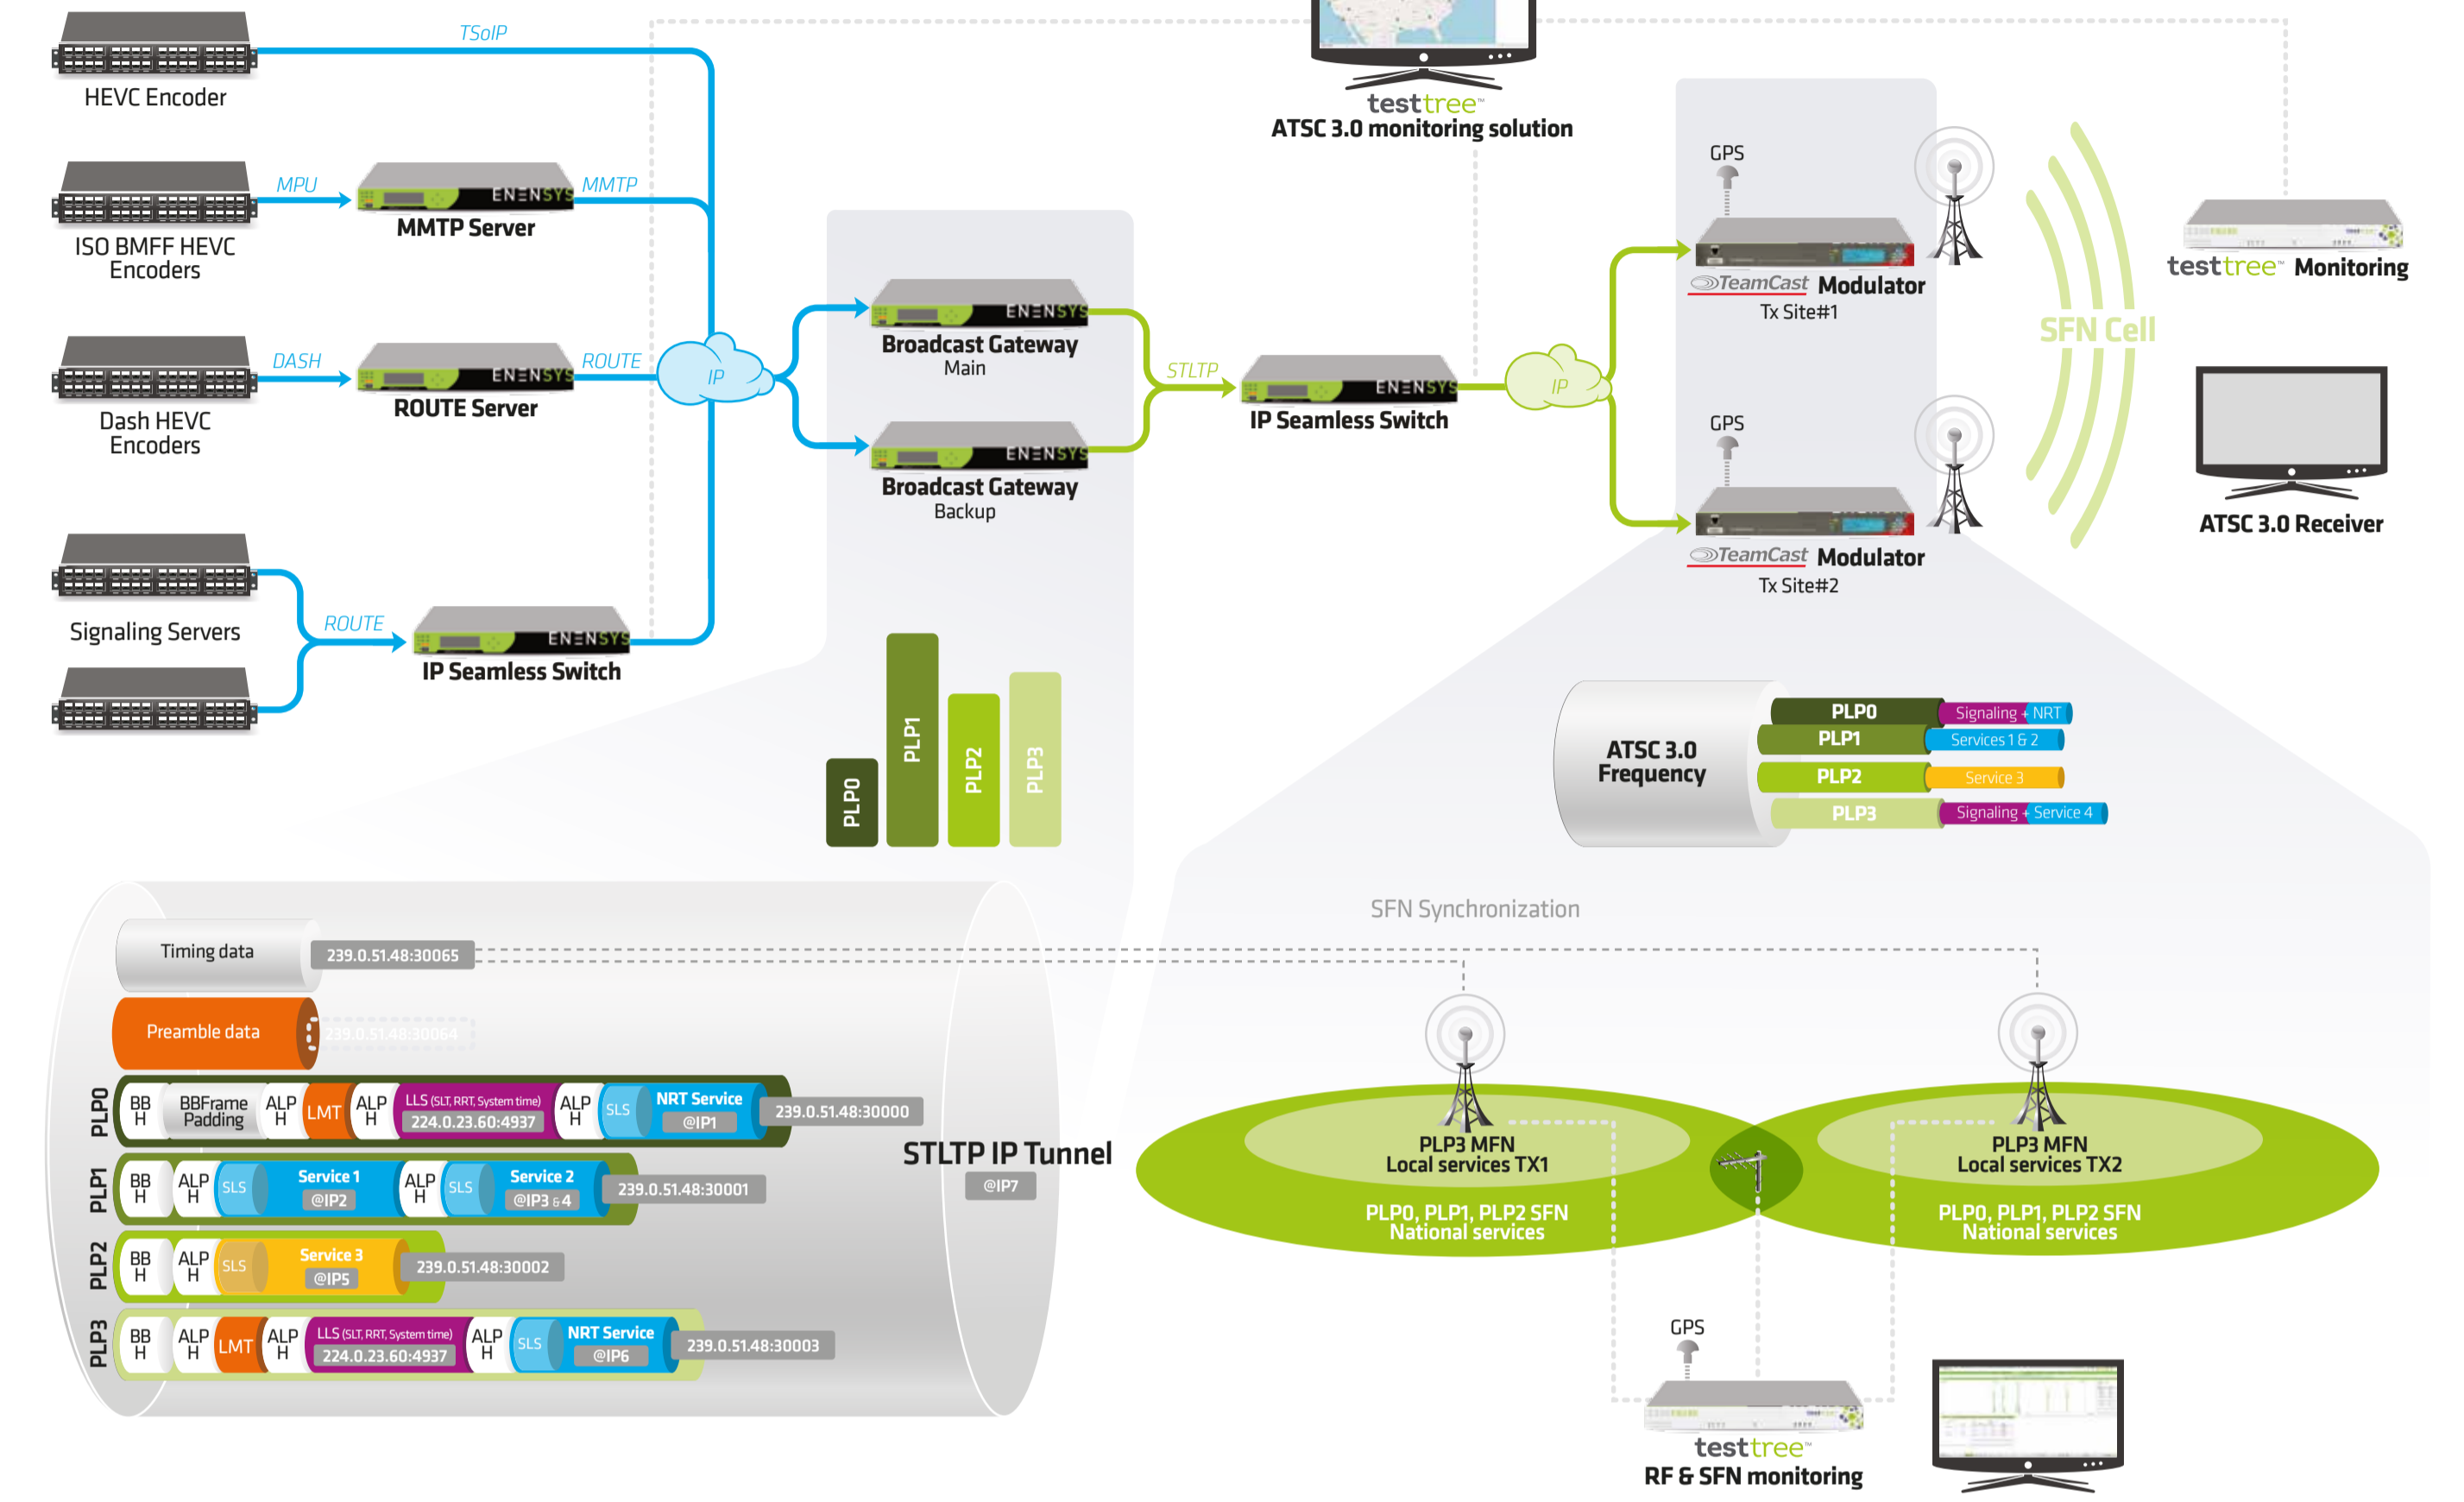 TSoIP
HEVC Encoder
testtree™
ATSC 3.0 monitoring solution
MPU
ENENSYS
MMTP
MMTP Server
ISO BMFF HEVC
Encoders
GPS
TeamCast Modulator
Tx Site#1
testtree™ Monitoring
SFN Cell
DASH
ENENSYS
ROUTE
ROUTE Server
Dash HEVC
Encoders
IP
ENENSYS
Broadcast Gateway
Main
ENENSYS
Broadcast Gateway
Backup
STLTP
ENENSYS
IP Seamless Switch
IP
GPS
TeamCast Modulator
Tx Site#2
ATSC 3.0 Receiver
Signaling Servers
ROUTE
ENENSYS
IP Seamless Switch
PLP0
PLP1
PLP2
PLP3
ATSC 3.0
Frequency
PLP0
Signaling + NRT
PLP1
Services 1 & 2
PLP2
Service 3
PLP3
Signaling + Service 4
SFN Synchronization
Timing data
239.0.51.48:30065
Preamble data
239.0.51.48:30064
PLP0
BB
H
BBFrame
Padding
ALP
H
LMT
ALP
H
LLS (SLT, RRT, System time)
224.0.23.60:4937
ALP
H
SLS
NRT Service
@IP1
239.0.51.48:30000
PLP1
BB
H
ALP
H
SLS
Service 1
@IP2
ALP
H
SLS
Service 2
@IP3 & 4
239.0.51.48:30001
PLP2
BB
H
ALP
H
SLS
Service 3
@IP5
239.0.51.48:30002
PLP3
BB
H
ALP
H
LMT
ALP
H
LLS (SLT, RRT, System time)
224.0.23.60:4937
ALP
H
SLS
NRT Service
@IP6
239.0.51.48:30003
STLTP IP Tunnel
@IP7
PLP3 MFN
Local services TX1
PLP0, PLP1, PLP2 SFN
National services
PLP3 MFN
Local services TX2
PLP0, PLP1, PLP2 SFN
National services
GPS
testtree™
RF & SFN monitoring